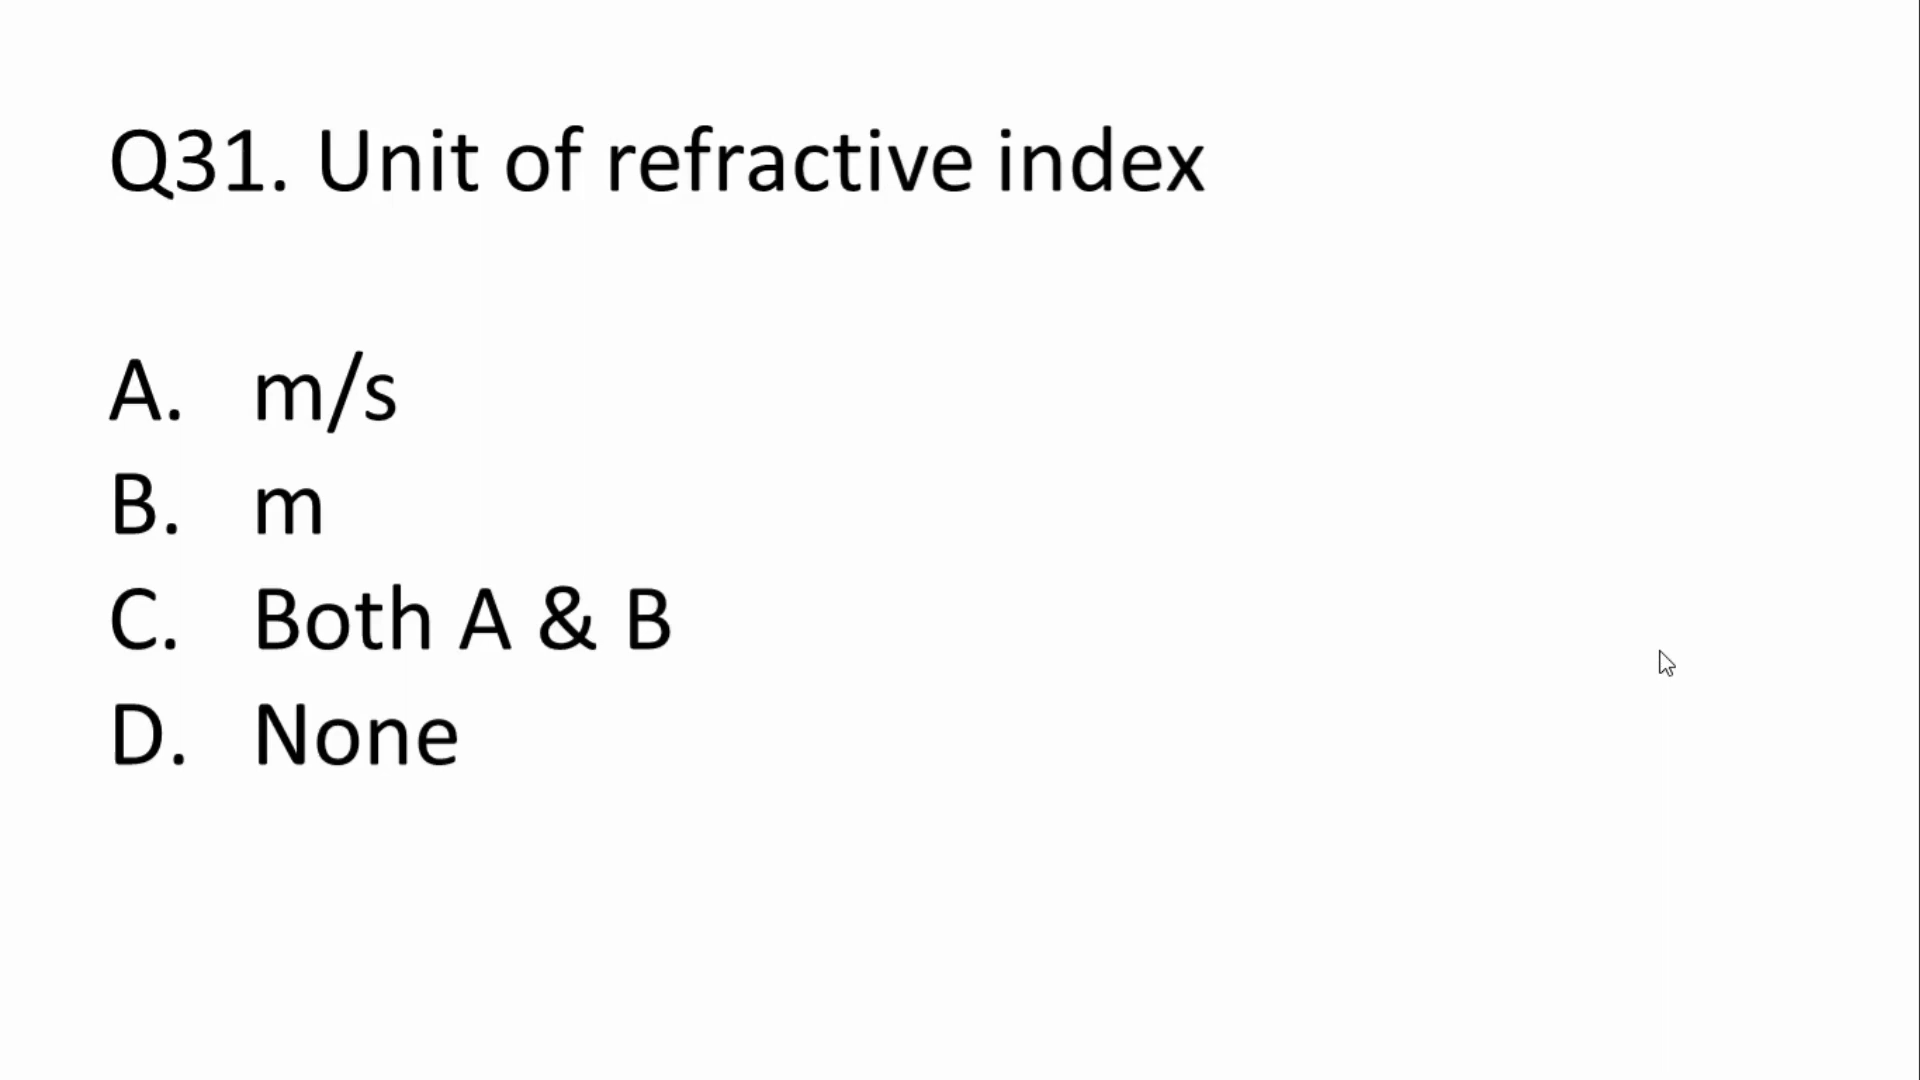 Q31. Unit of refractive index
A. m/s
B. m
C. Both A & B
D. None